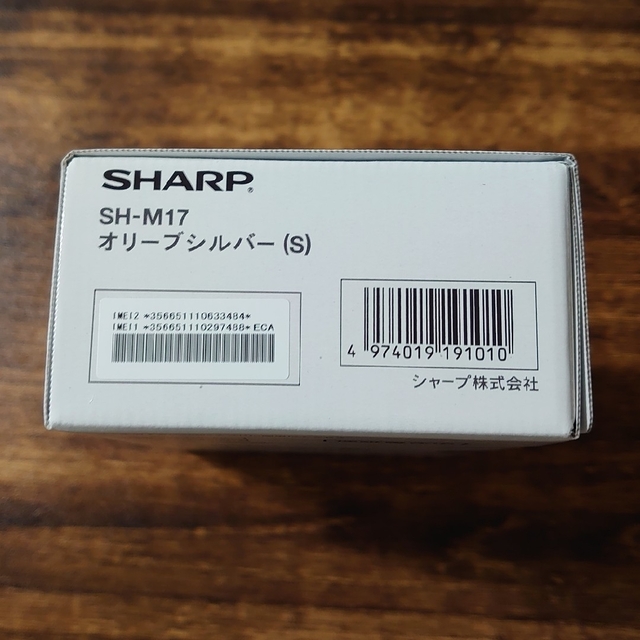 SHARP®
SH-M17
オリーブシルバー (S)
IMEI2 *356651110633484*
IMEI1 *356651110297488* ECA
4 974019 191010
シャープ株式会社